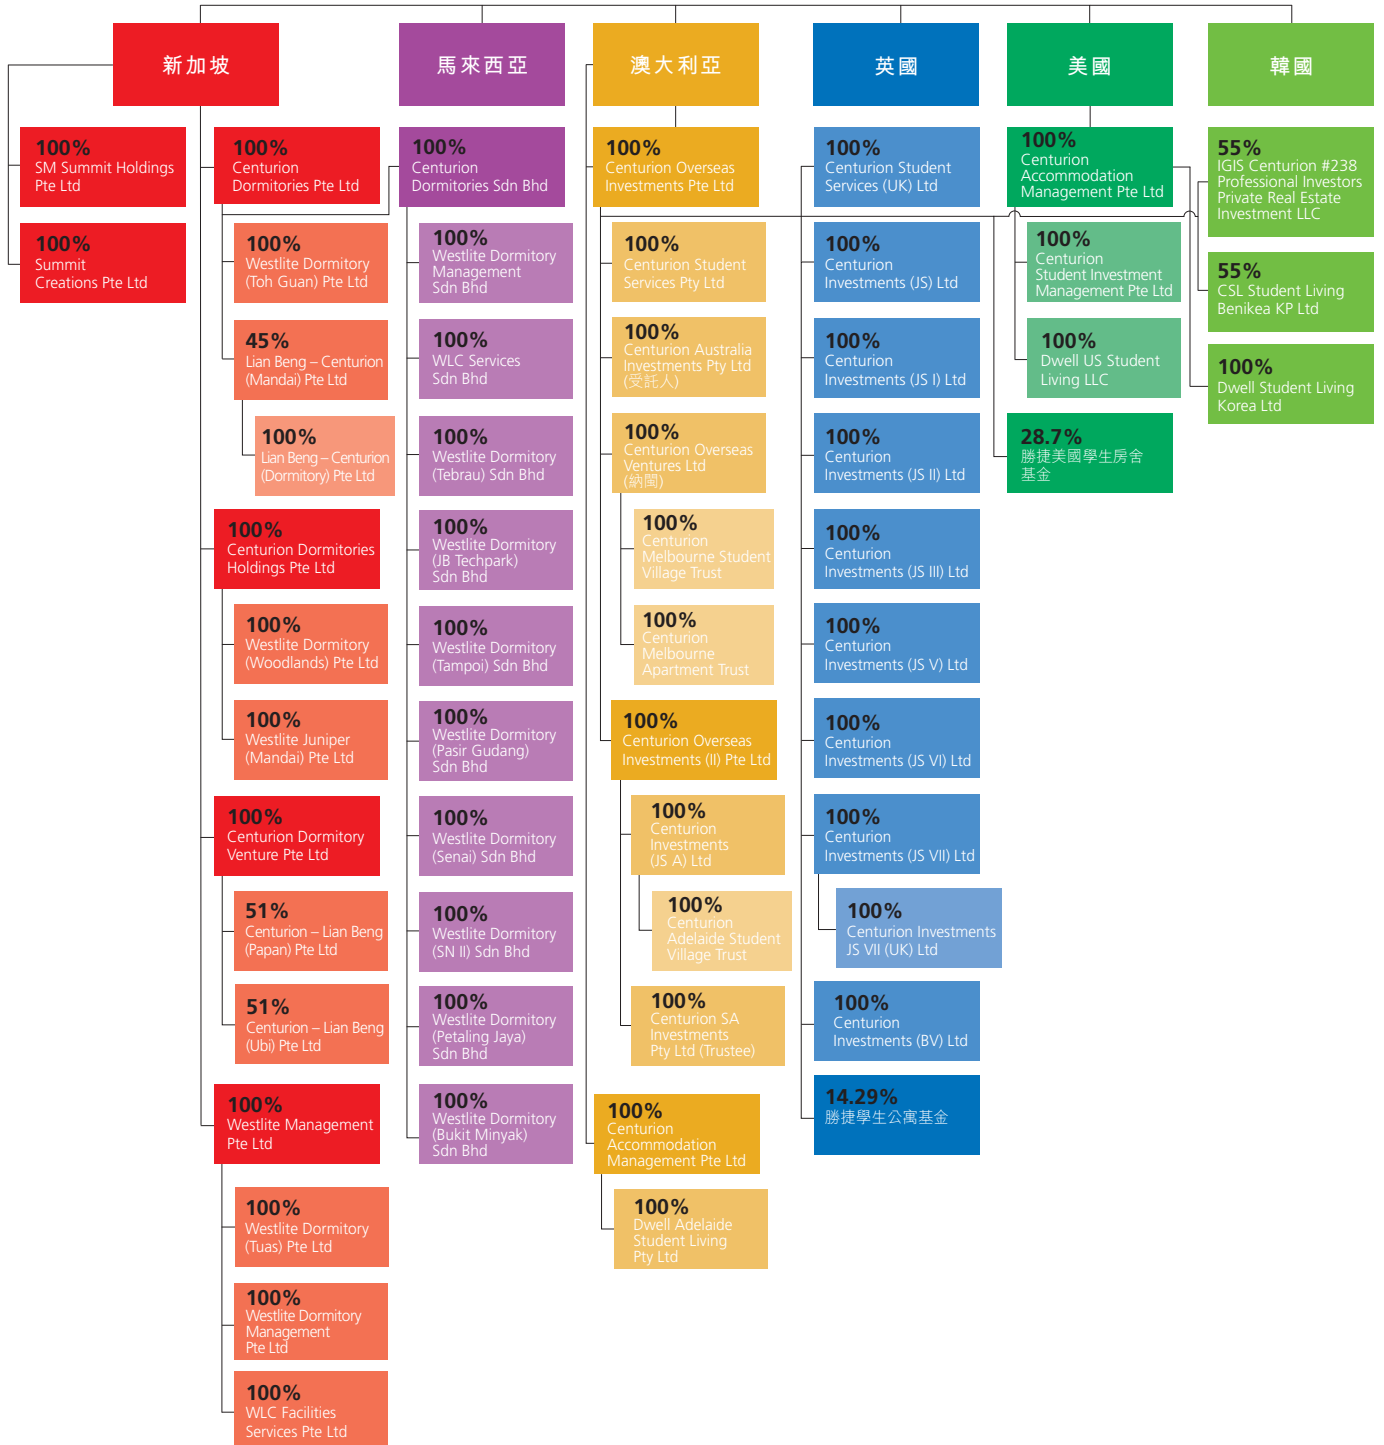 新加坡
100%
SM Summit Holdings
Pte Ltd
100%
Summit
Creations Pte Ltd
100%
Centurion
Dormitories Pte Ltd
100%
Westlite Dormitory
(Toh Guan) Pte Ltd
45%
Lian Beng – Centurion
(Mandai) Pte Ltd
100%
Lian Beng – Centurion
(Dormitory) Pte Ltd
100%
Centurion Dormitories
Holdings Pte Ltd
100%
Westlite Dormitory
(Woodlands) Pte Ltd
100%
Westlite Juniper
(Mandai) Pte Ltd
100%
Centurion Dormitory
Venture Pte Ltd
51%
Centurion – Lian Beng
(Papan) Pte Ltd
51%
Centurion – Lian Beng
(Ubi) Pte Ltd
100%
Westlite Management
Pte Ltd
100%
Westlite Dormitory
(Tuas) Pte Ltd
100%
Westlite Dormitory
Management
Pte Ltd
100%
WLC Facilities
Services Pte Ltd
馬來西亞
100%
Centurion
Dormitories Sdn Bhd
100%
Westlite Dormitory
Management
Sdn Bhd
100%
WLC Services
Sdn Bhd
100%
Westlite Dormitory
(Tebrau) Sdn Bhd
100%
Westlite Dormitory
(JB Techpark)
Sdn Bhd
100%
Westlite Dormitory
(Tampoi) Sdn Bhd
100%
Westlite Dormitory
(Pasir Gudang)
Sdn Bhd
100%
Westlite Dormitory
(Senai) Sdn Bhd
100%
Westlite Dormitory
(SN II) Sdn Bhd
100%
Westlite Dormitory
(Petaling Jaya)
Sdn Bhd
100%
Westlite Dormitory
(Bukit Minyak)
Sdn Bhd
澳大利亞
100%
Centurion Overseas
Investments Pte Ltd
100%
Centurion Student
Services Pty Ltd
100%
Centurion Australia
Investments Pty Ltd
(受託人)
100%
Centurion Overseas
Ventures Ltd
(納閩)
100%
Centurion
Melbourne Student
Village Trust
100%
Centurion
Melbourne
Apartment Trust
100%
Centurion Overseas
Investments (II) Pte Ltd
100%
Centurion
Investments
(JS A) Ltd
100%
Centurion
Adelaide Student
Village Trust
100%
Centurion SA
Investments
Pty Ltd (Trustee)
100%
Centurion
Accommodation
Management Pte Ltd
100%
Dwell Adelaide
Student Living
Pty Ltd
英國
100%
Centurion Student
Services (UK) Ltd
100%
Centurion
Investments (JS) Ltd
100%
Centurion
Investments (JS I) Ltd
100%
Centurion
Investments (JS II) Ltd
100%
Centurion
Investments (JS III) Ltd
100%
Centurion
Investments (JS V) Ltd
100%
Centurion
Investments (JS VI) Ltd
100%
Centurion
Investments (JS VII) Ltd
100%
Centurion Investments
JS VII (UK) Ltd
100%
Centurion
Investments (BV) Ltd
14.29%
勝捷學生公寓基金
美國
100%
Centurion
Accommodation
Management Pte Ltd
100%
Centurion
Student Investment
Management Pte Ltd
100%
Dwell US Student
Living LLC
28.7%
勝捷美國學生房舍
基金
韓國
55%
IGIS Centurion #238
Professional Investors
Private Real Estate
Investment LLC
55%
CSL Student Living
Benikea KP Ltd
100%
Dwell Student Living
Korea Ltd